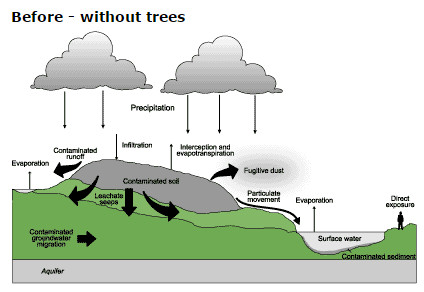 Before - without trees
Precipitation
Contaminated
runoff
Infiltration
Interception and
evapotranspiration
Evaporation
Fugitive dust
Contaminated soil
Leachate
seeps
Particulate
movement
Evaporation
Direct
exposure
Contaminated
groundwater
migration
Surface water
Contaminated sediment
Aquifer